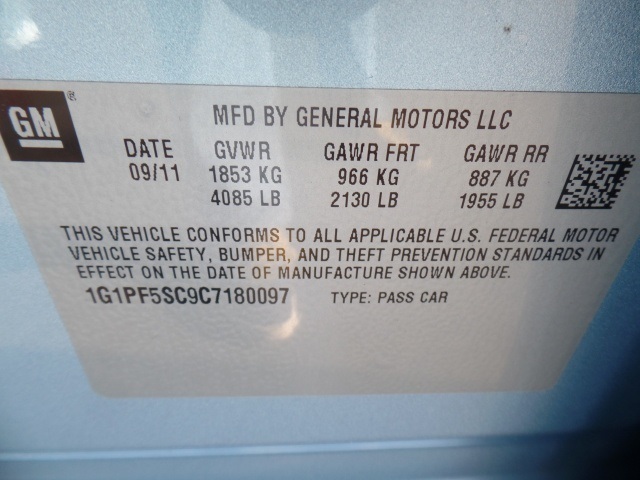 GM®
MFD BY GENERAL MOTORS LLC
DATE GVWR GAWR FRT GAWR RR
09/11 1853 KG 966 KG 887 KG
4085 LB 2130 LB 1955 LB
THIS VEHICLE CONFORMS TO ALL APPLICABLE U.S. FEDERAL MOTOR
VEHICLE SAFETY, BUMPER, AND THEFT PREVENTION STANDARDS IN
EFFECT ON THE DATE OF MANUFACTURE SHOWN ABOVE.
1G1PF5SC9C7180097 TYPE: PASS CAR